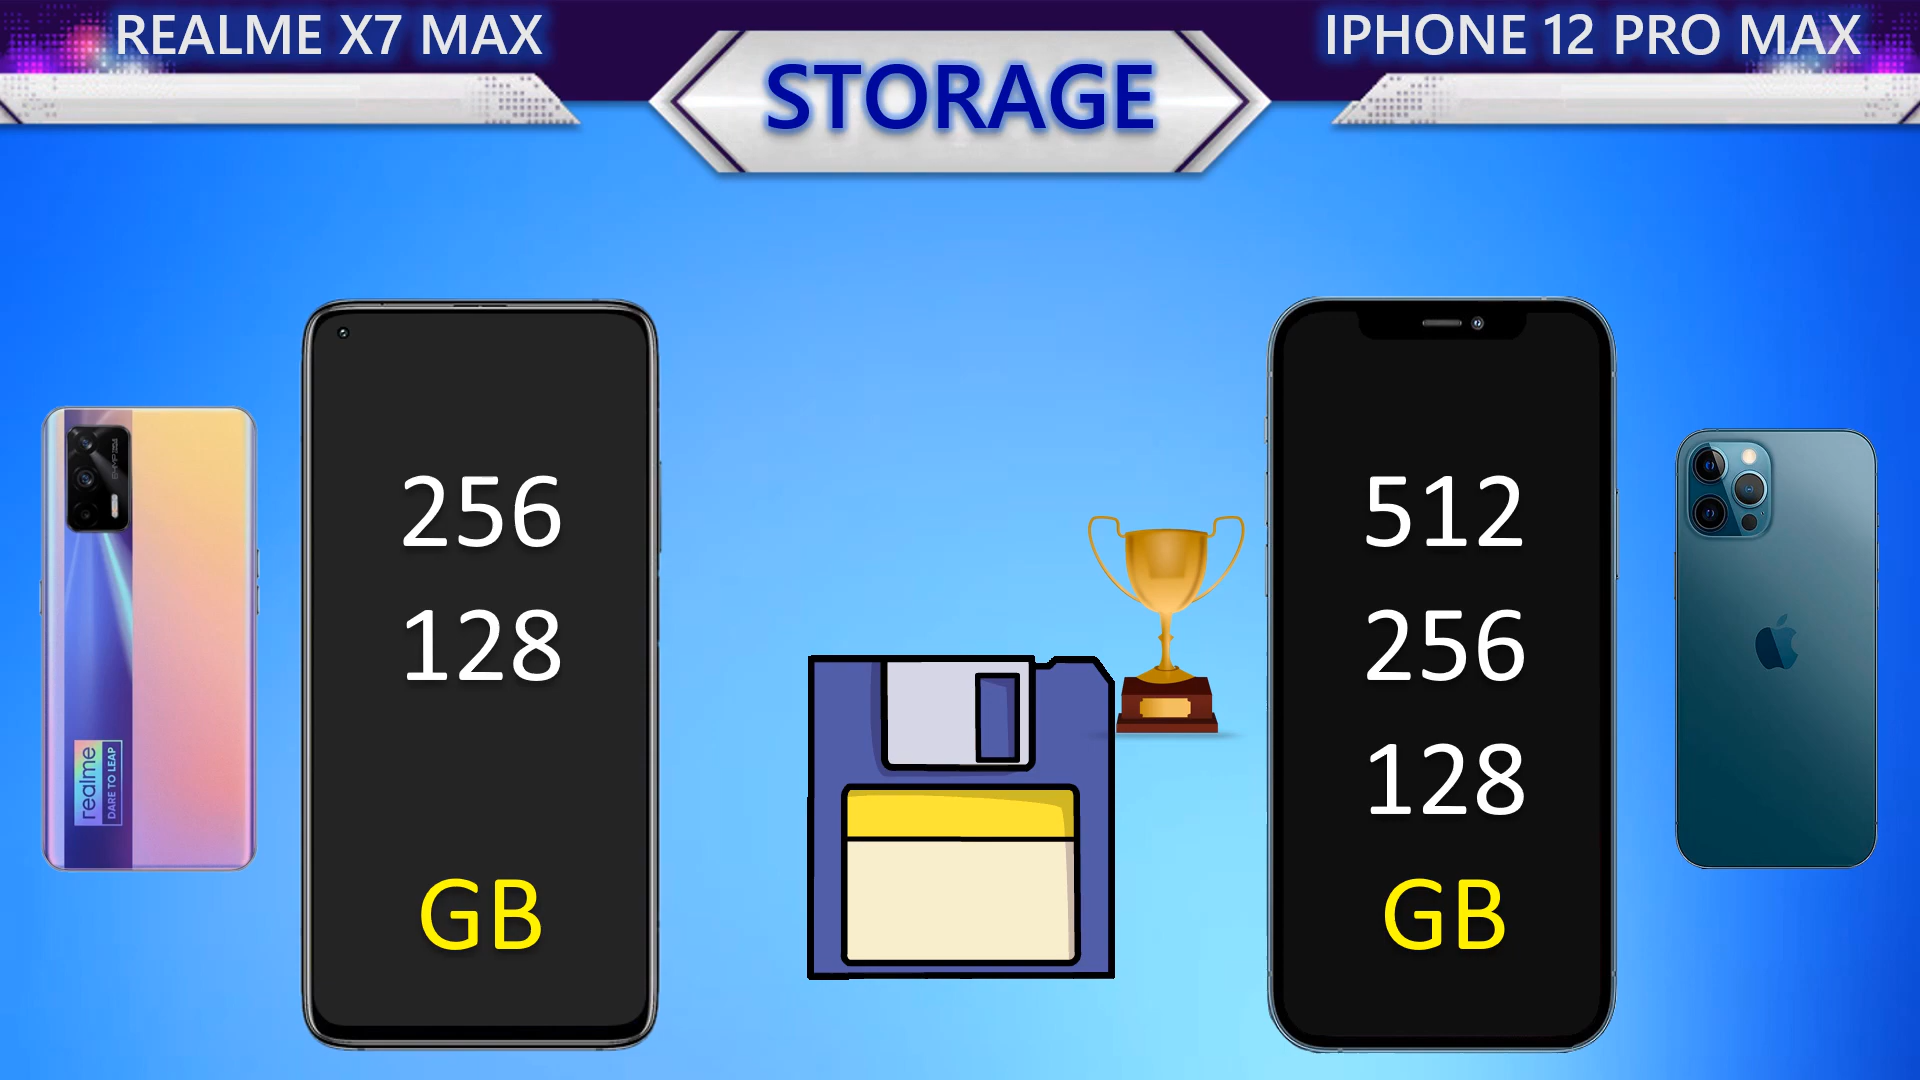 REALME X7 MAX
STORAGE
IPHONE 12 PRO MAX
256
128
GB
512
256
128
GB
realme
DARE TO LEAP